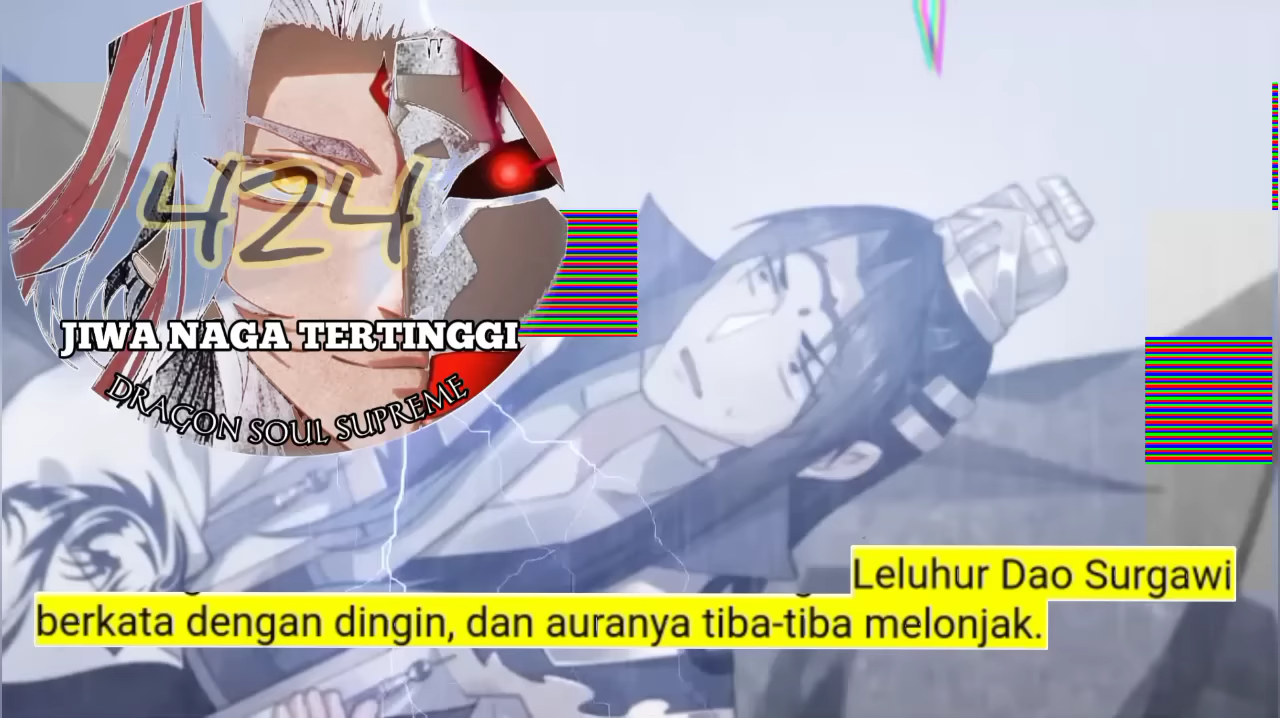 424
JIWA NAGA TERTINGGI
DRAGON SOUL SUPREME
Leluhur Dao Surgawi
berkata dengan dingin, dan auranya tiba-tiba melonjak.